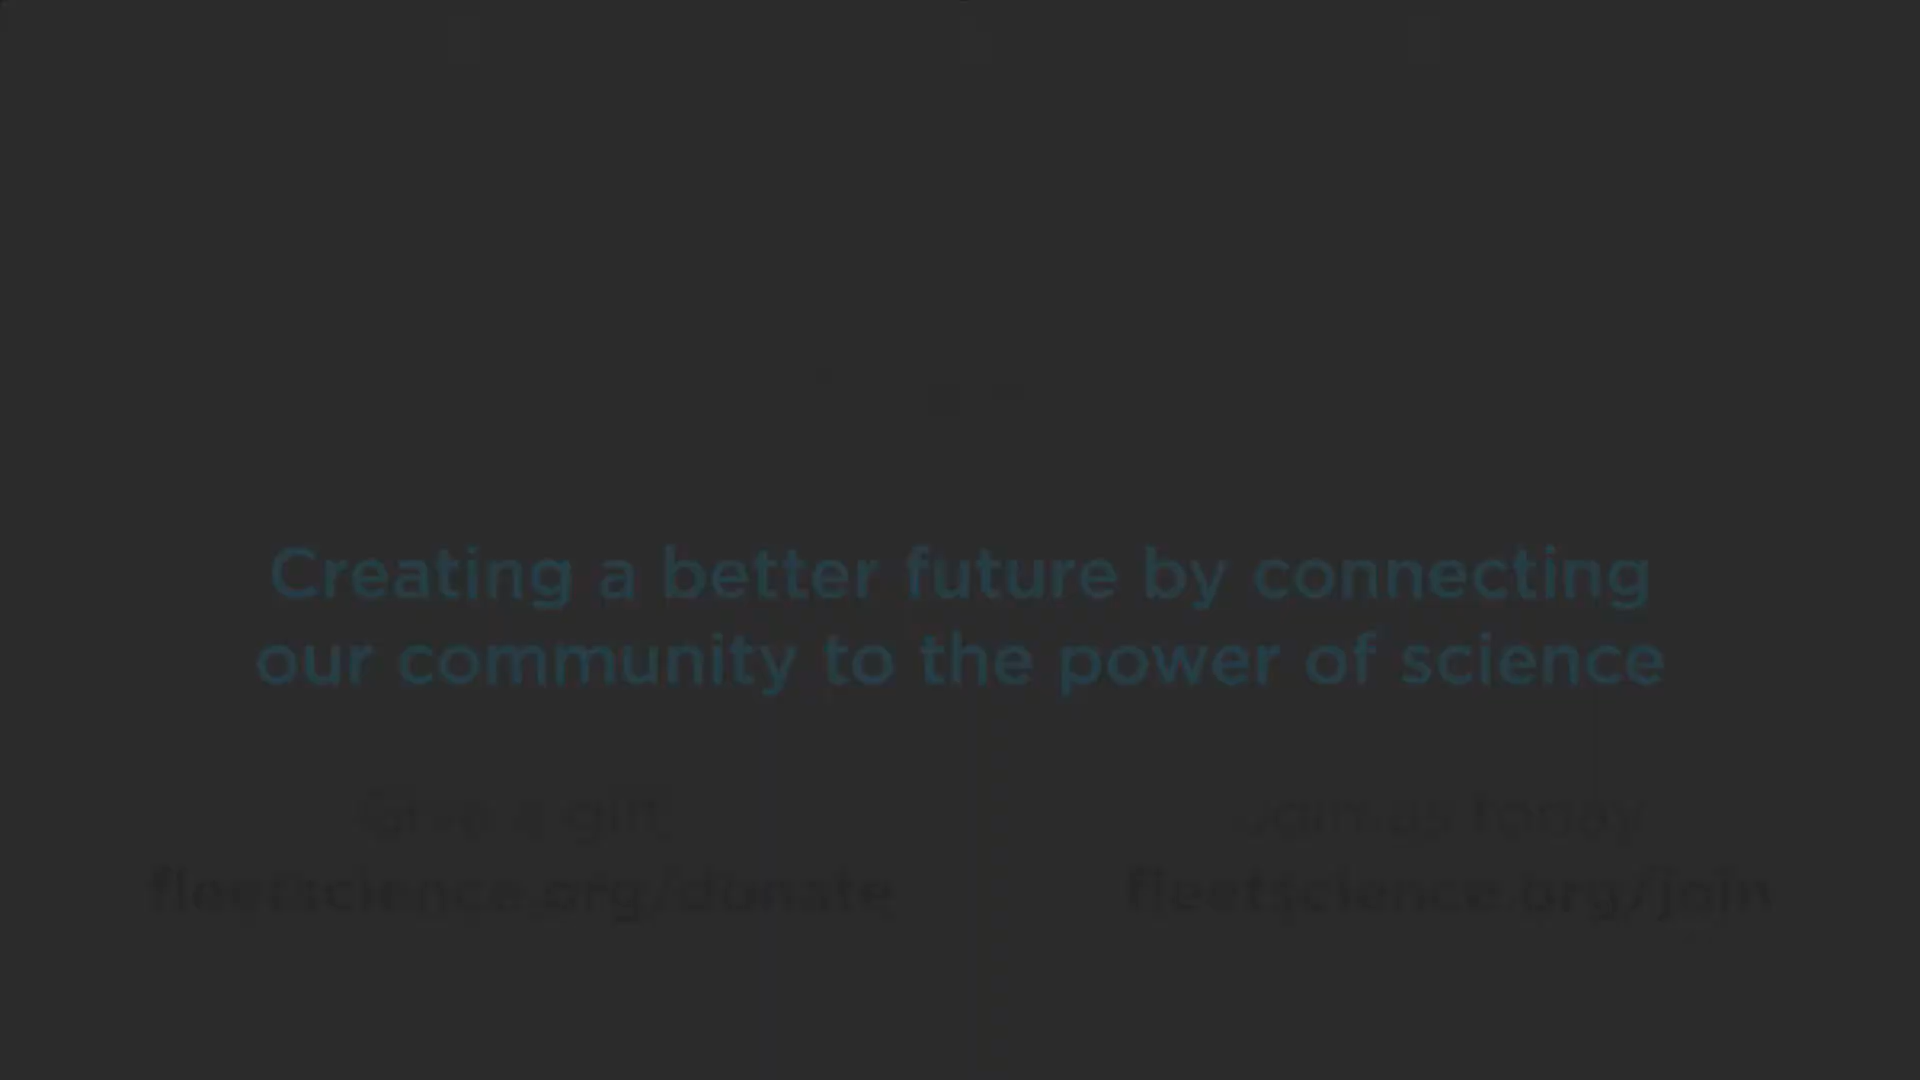 Creating a better future by connecting
our community to the power of science
Give a gift
Join us today
fleetscience.org/donate
fleetscience.org/join